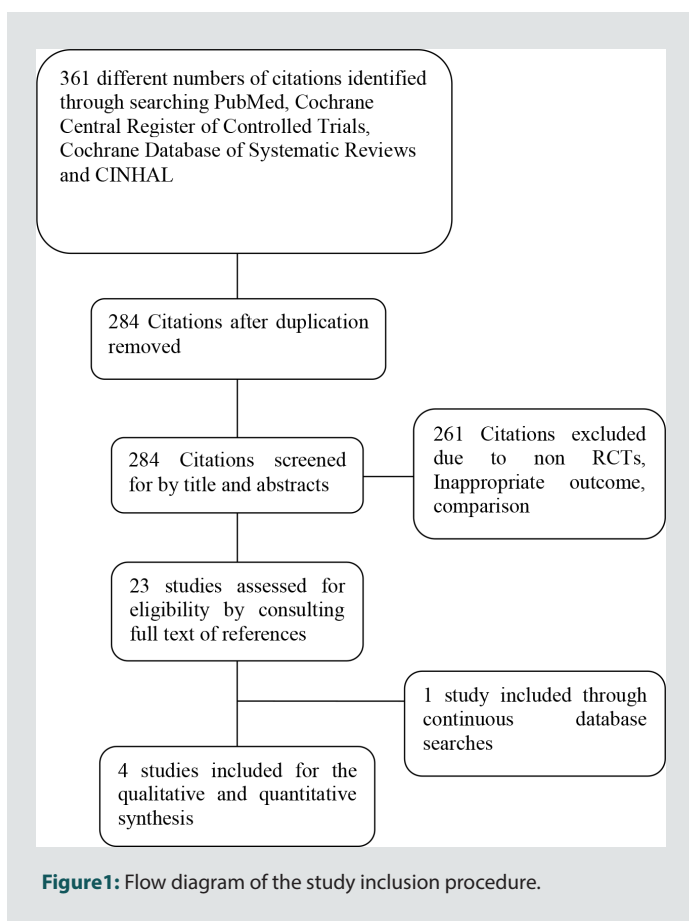 361 different numbers of citations identified
through searching PubMed, Cochrane
Central Register of Controlled Trials,
Cochrane Database of Systematic Reviews
and CINHAL
284 Citations after duplication
removed
284 Citations screened
for by title and abstracts
261 Citations excluded
due to non RCTs,
Inappropriate outcome,
comparison
23 studies assessed for
eligibility by consulting
full text of references
1 study included through
continuous database
searches
4 studies included for the
qualitative and quantitative
synthesis
Figure1: Flow diagram of the study inclusion procedure.